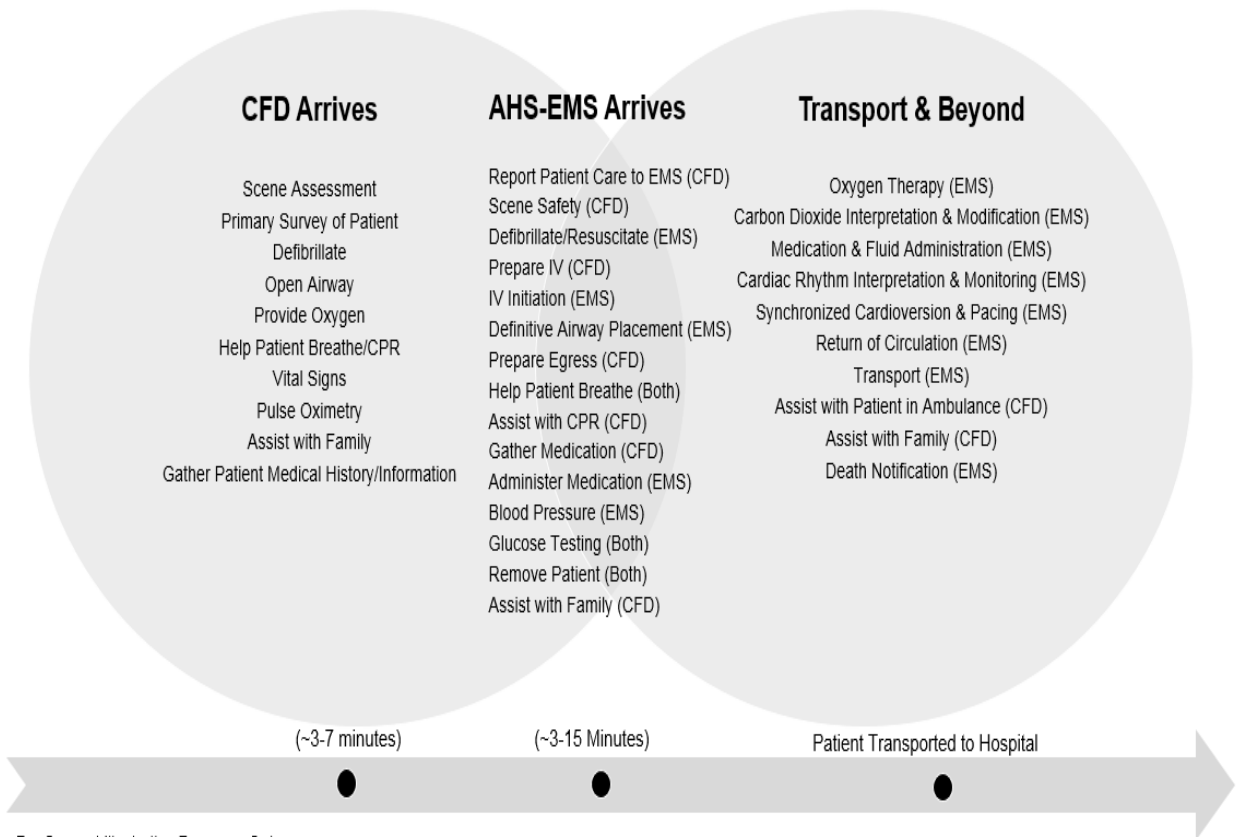 CFD Arrives
Scene Assessment
Primary Survey of Patient
Defibrillate
Open Airway
Provide Oxygen
Help Patient Breathe/CPR
Vital Signs
Pulse Oximetry
Assist with Family
Gather Patient Medical History/Information
AHS-EMS Arrives
Report Patient Care to EMS (CFD)
Scene Safety (CFD)
Defibrillate/Resuscitate (EMS)
Prepare IV (CFD)
IV Initiation (EMS)
Definitive Airway Placement (EMS)
Prepare Egress (CFD)
Help Patient Breathe (Both)
Assist with CPR (CFD)
Gather Medication (CFD)
Administer Medication (EMS)
Blood Pressure (EMS)
Glucose Testing (Both)
Remove Patient (Both)
Assist with Family (CFD)
Transport & Beyond
Oxygen Therapy (EMS)
Carbon Dioxide Interpretation & Modification (EMS)
Medication & Fluid Administration (EMS)
Cardiac Rhythm Interpretation & Monitoring (EMS)
Synchronized Cardioversion & Pacing (EMS)
Return of Circulation (EMS)
Transport (EMS)
Assist with Patient in Ambulance (CFD)
Assist with Family (CFD)
Death Notification (EMS)
(~3-7 minutes)
(~3-15 Minutes)
Patient Transported to Hospital